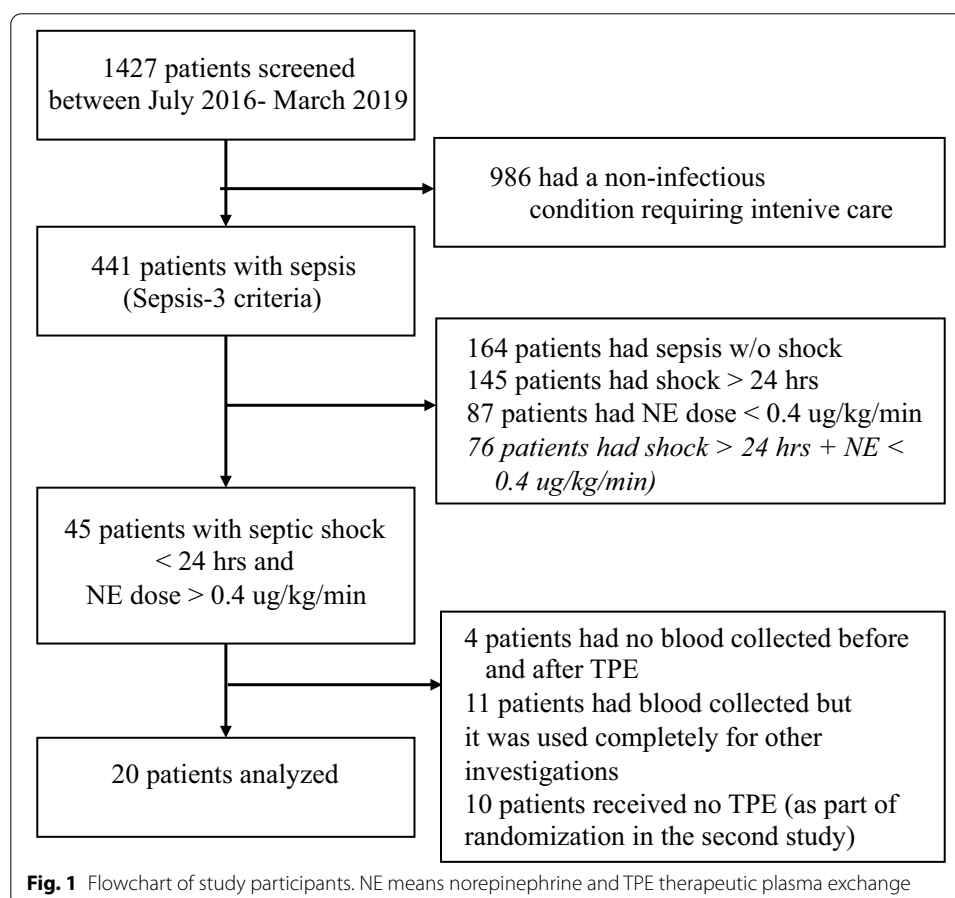 1427 patients screened
between July 2016- March 2019
986 had a non-infectious
condition requiring intenive care
441 patients with sepsis
(Sepsis-3 criteria)
164 patients had sepsis w/o shock
145 patients had shock > 24 hrs
87 patients had NE dose < 0.4 ug/kg/min
76 patients had shock > 24 hrs + NE <
0.4 ug/kg/min)
45 patients with septic shock
< 24 hrs and
NE dose > 0.4 ug/kg/min
4 patients had no blood collected before
and after TPE
11 patients had blood collected but
it was used completely for other
investigations
10 patients received no TPE (as part of
randomization in the second study)
20 patients analyzed
Fig. 1 Flowchart of study participants. NE means norepinephrine and TPE therapeutic plasma exchange